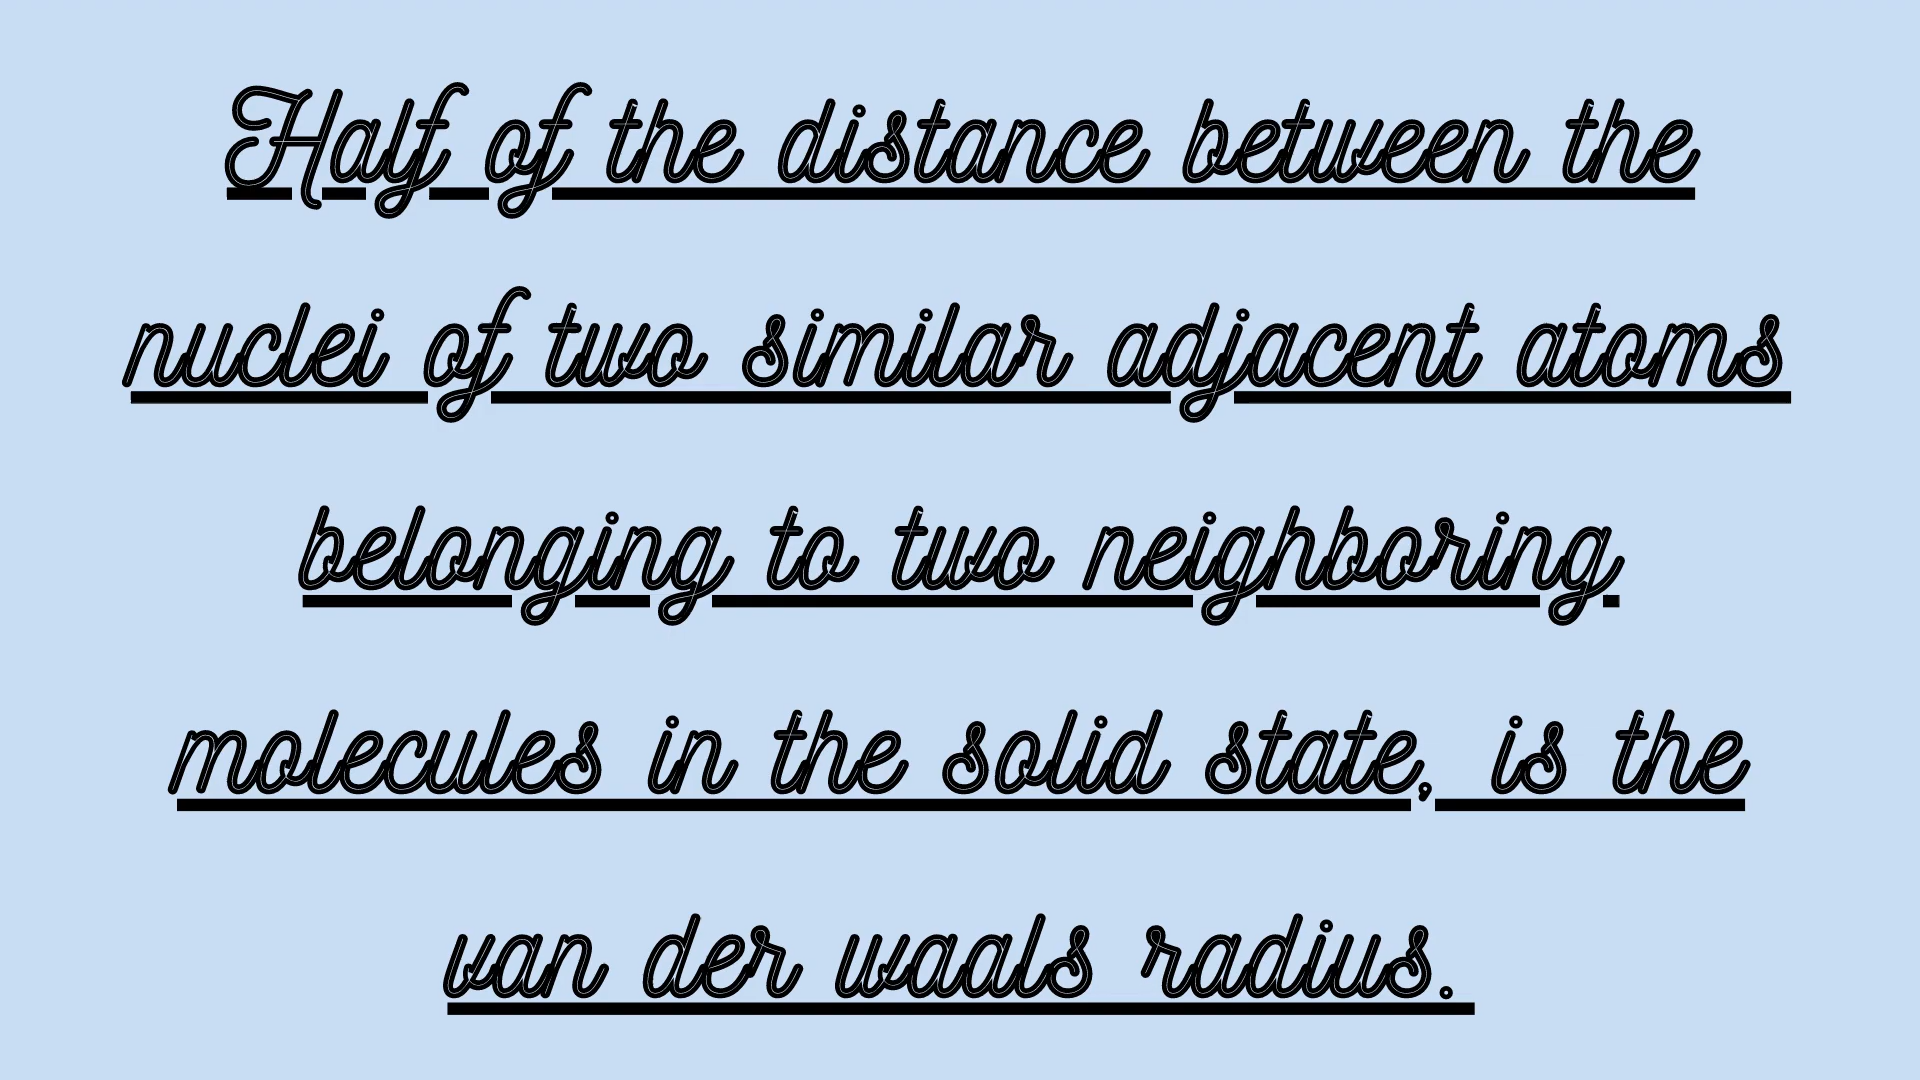 Half of the distance between the
nuclei of two similar adjacent atoms
belonging to two neighboring
molecules in the solid state, is the
van der waals radius.